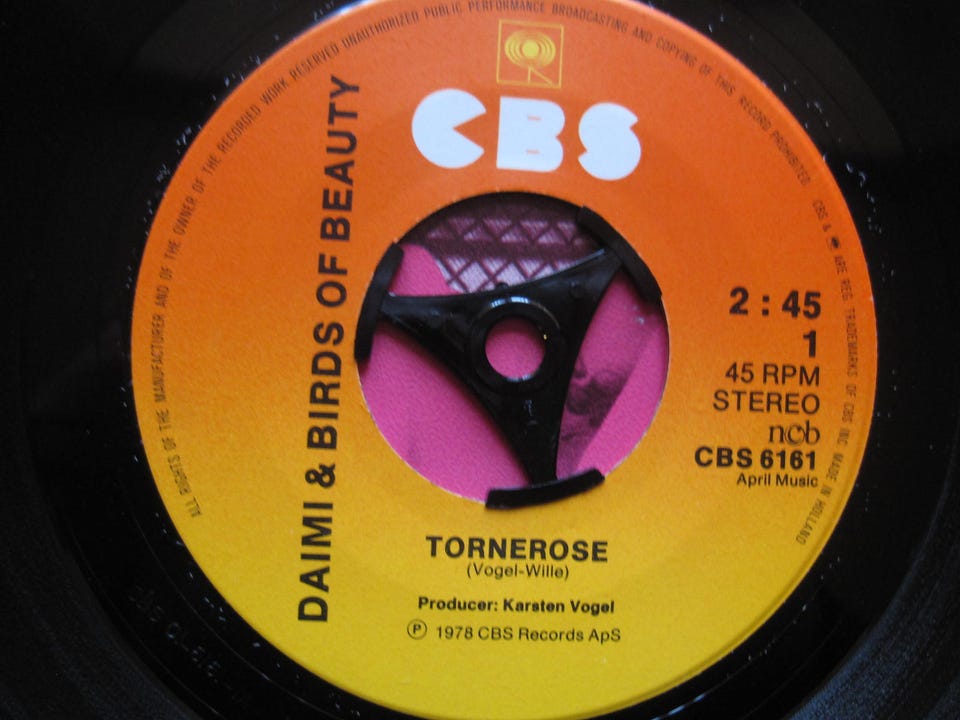 ALL RIGHTS OF THE MANUFACTURER AND OF THE OWNER OF THE RECORDED WORK RESERVED UNAUTHORIZED PUBLIC PERFORMANCE BROADCASTING AND COPYING OF THIS RECORD PROHIBITED. CBS & ARE REG. TRADEMARKS OF CBS INC. MADE IN HOLLAND
CBS
DAIMI & BIRDS OF BEAUTY
2 : 45
1
45 RPM
STEREO
ncb
CBS 6161
April Music
TORNEROSE
(Vogel-Wille)
Producer: Karsten Vogel
Ⓟ 1978 CBS Records ApS